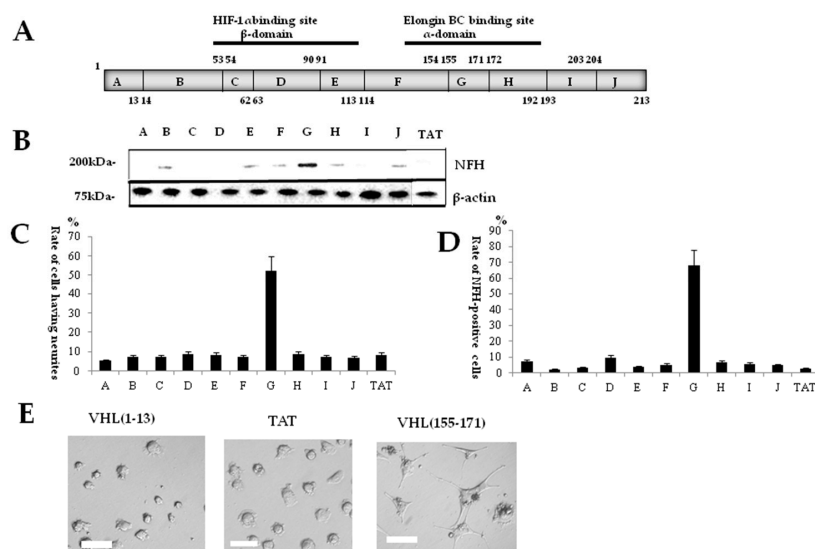 A
HIF-1αbinding site
β-domain
Elongin BC binding site
α-domain
1
53 54
90 91
154 155
171 172
203 204
A B C D E F G H I J
13 14
62 63
113 114
192 193
213
B
A B C D E F G H I J TAT
200kDa-
NFH
75kDa-
β-actin
C
%
Rate of cells having neurites
70
60
50
40
30
20
10
0
A B C D E F G H I J TAT
D
%
Rate of NFH-positive cells
90
80
70
60
50
40
30
20
10
0
A B C D E F G H I J TAT
E
VHL(1-13)
TAT
VHL(155-171)